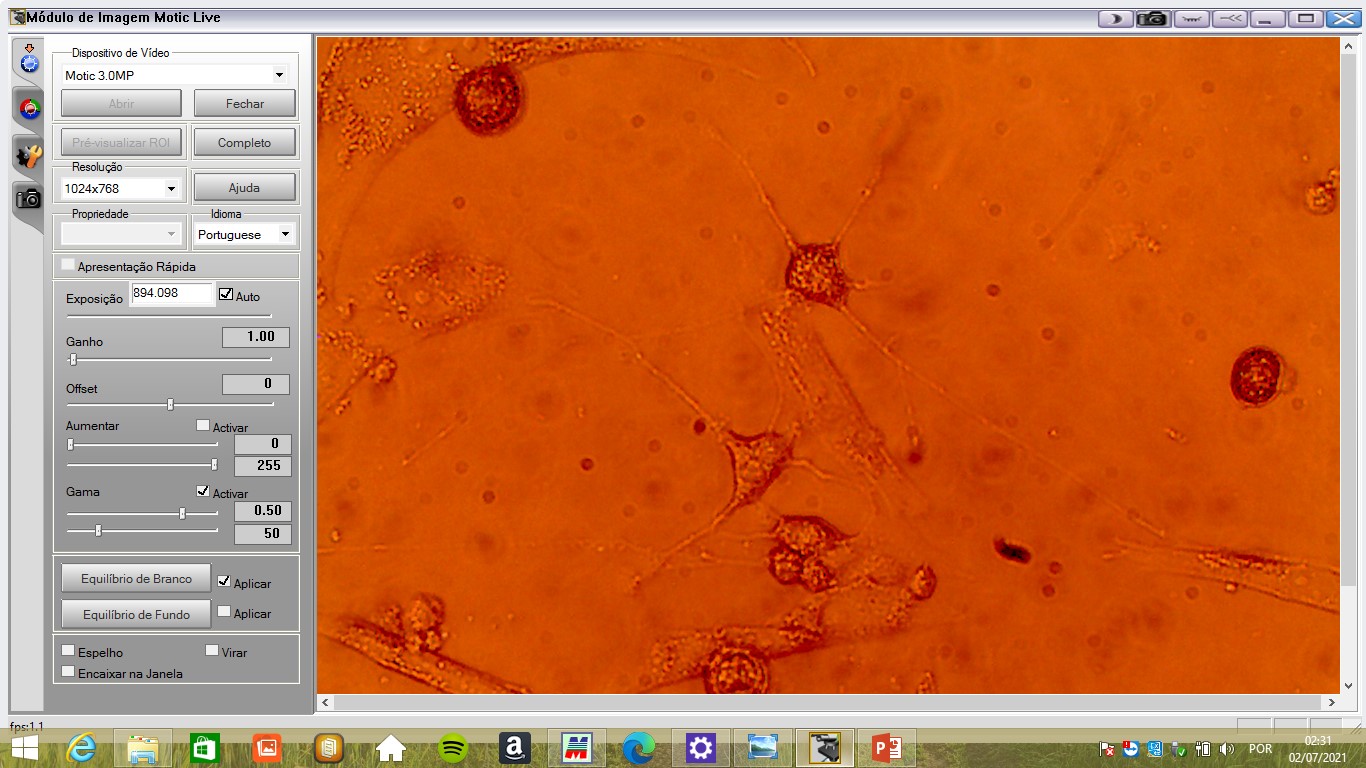 Módulo de Imagem Motic Live
Dispositivo de Vídeo
Motic 3.0MP
Abrir Fechar
Pré-visualizar ROI Completo
Resolução
1024x768 Ajuda
Propriedade Idioma
Portuguese
Apresentação Rápida
Exposição 894.098 Auto
Ganho 1.00
Offset 0
Aumentar Activar
0
255
Gama Activar
0.50
50
Equilíbrio de Branco Aplicar
Equilíbrio de Fundo Aplicar
Espelho Virar
Encaixar na Janela
fps:1.1
POR
02:31
02/07/2021